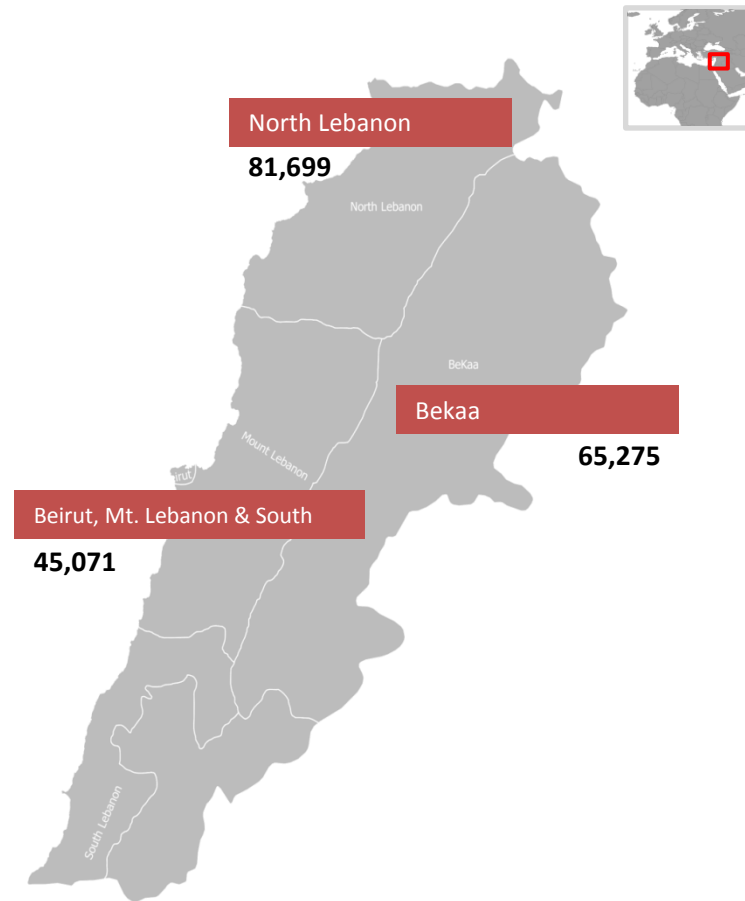 North Lebanon
81,699
North Lebanon
BeKaa
Bekaa
65,275
Mount Lebanon
Beirut, Mt. Lebanon & South
45,071
South Lebanon